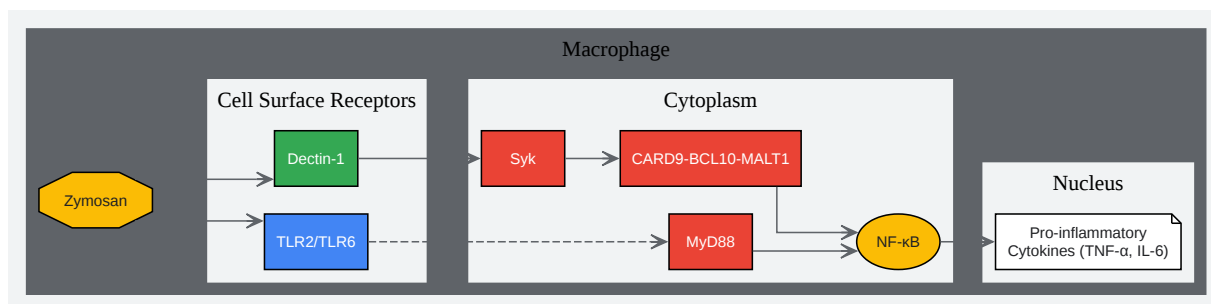 Macrophage
Cell Surface Receptors
Cytoplasm
Dectin-1
Syk
CARD9-BCL10-MALT1
Nucleus
Zymosan
TLR2/TLR6
MyD88
NF-κB
Pro-inflammatory
Cytokines (TNF-α, IL-6)